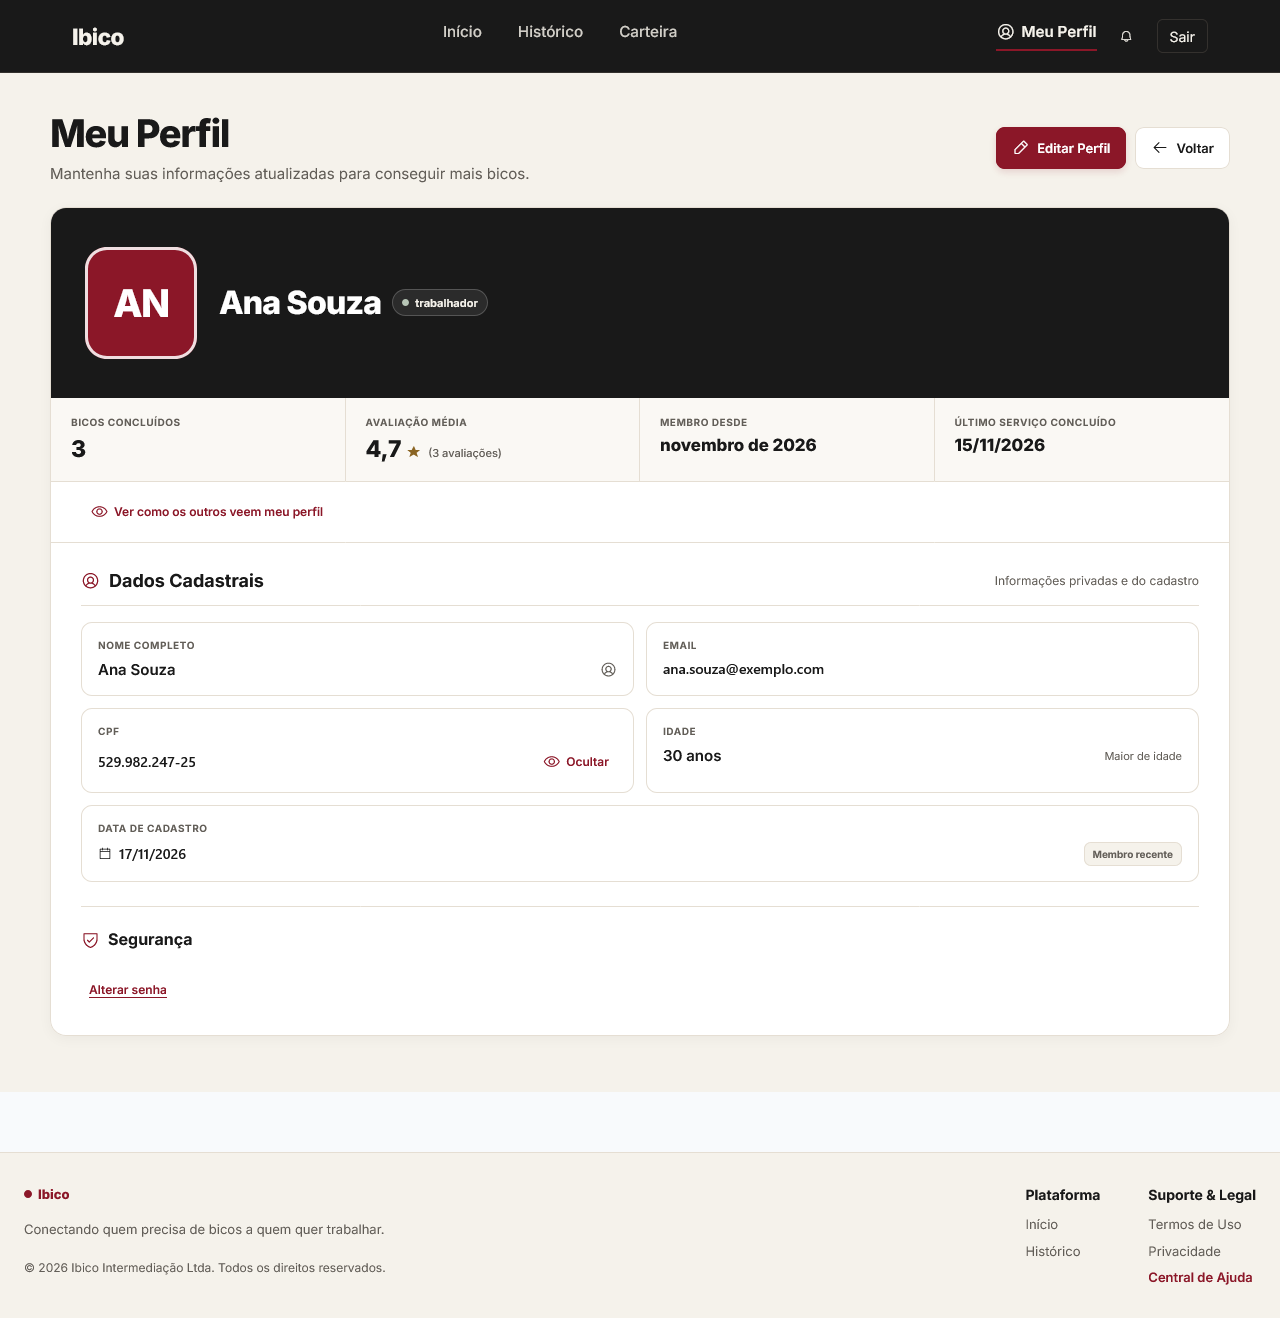 Ibico
Início
Histórico
Carteira
Meu Perfil
Sair
Meu Perfil
Mantenha suas informações atualizadas para conseguir mais bicos.
Editar Perfil
Voltar
AN
Ana Souza
trabalhador
BICOS CONCLUÍDOS
3
AVALIAÇÃO MÉDIA
4,7 ★ (3 avaliações)
MEMBRO DESDE
novembro de 2026
ÚLTIMO SERVIÇO CONCLUÍDO
15/11/2026
Ver como os outros veem meu perfil
Dados Cadastrais
Informações privadas e do cadastro
NOME COMPLETO
Ana Souza
EMAIL
ana.souza@exemplo.com
CPF
529.982.247-25
Ocultar
IDADE
30 anos
Maior de idade
DATA DE CADASTRO
17/11/2026
Membro recente
Segurança
Alterar senha
Ibico
Conectando quem precisa de bicos a quem quer trabalhar.
© 2026 Ibico Intermediação Ltda. Todos os direitos reservados.
Plataforma
Início
Histórico
Suporte & Legal
Termos de Uso
Privacidade
Central de Ajuda